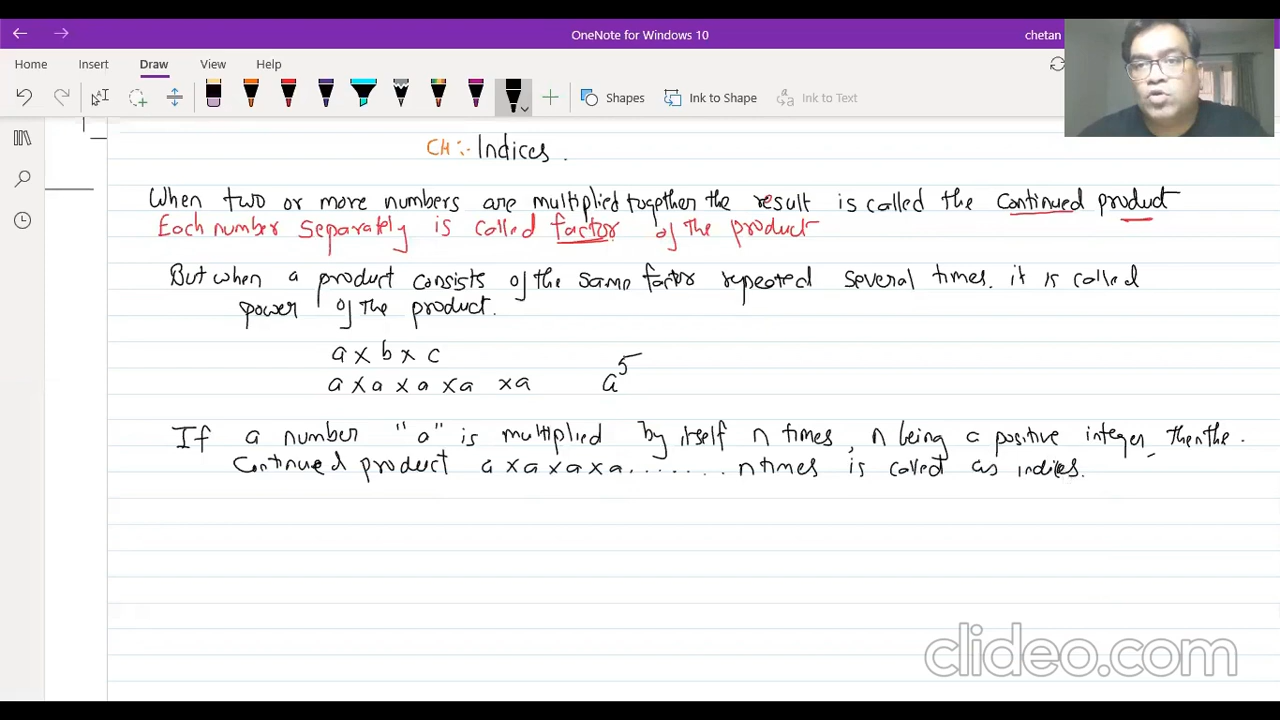 OneNote for Windows 10
chetan
Home Insert Draw View Help
Shapes Ink to Shape Ink to Text
CH :- Indices.
When two or more numbers are multiplied together the result is called the continued product
Each number separately is called factor of the product
But when a product consists of the same factor repeated several times. it is called
power of the product.
a x b x c
a x a x a x a x a a^5
If a number "a" is multiplied by itself n times, n being a positive integer, then the.
Continued product a x a x a x a........ n times is called as indices.
clideo.com